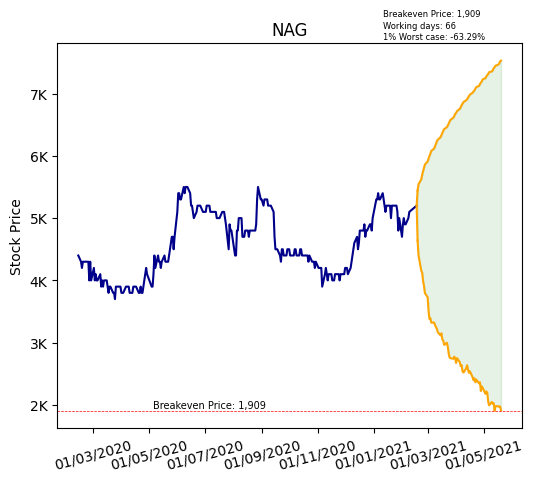 Breakeven Price: 1,909
Working days: 66
1% Worst case: -63.29%
NAG
Stock Price
7K
6K
5K
4K
3K
2K
Breakeven Price: 1,909
01/03/2020 01/05/2020 01/07/2020 01/09/2020 01/11/2020 01/01/2021 01/03/2021 01/05/2021